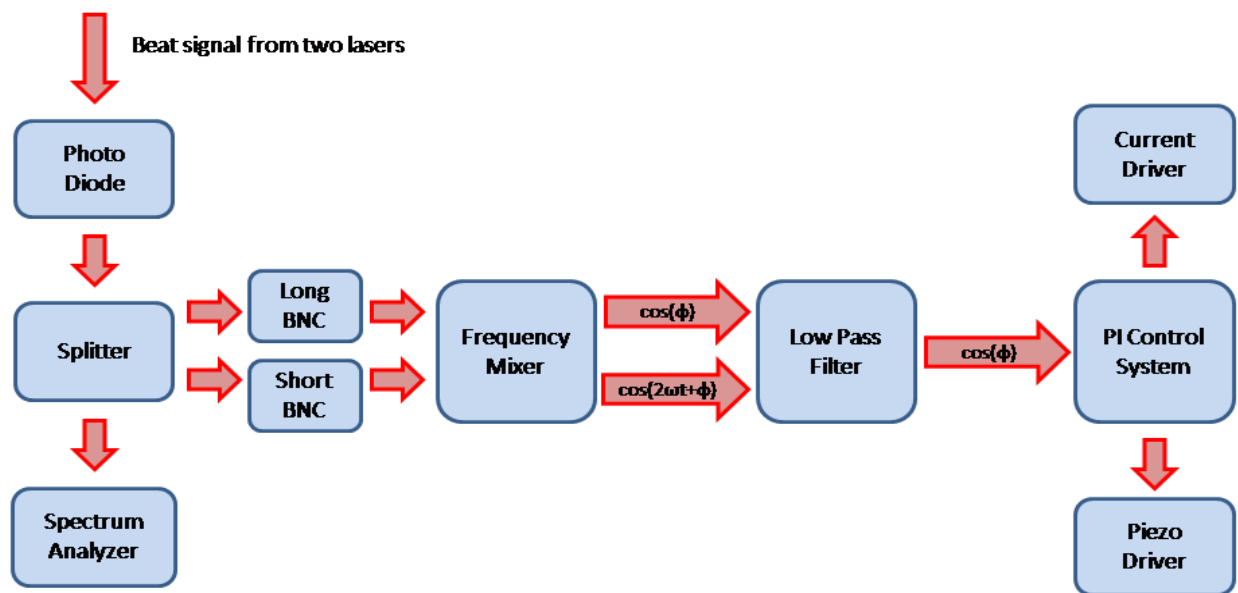 Beat signal from two lasers
Photo
Diode
Current
Driver
Splitter
Long
BNC
Short
BNC
Frequency
Mixer
cos(ϕ)
cos(2ωt+ϕ)
Low Pass
Filter
cos(ϕ)
PI Control
System
Spectrum
Analyzer
Piezo
Driver